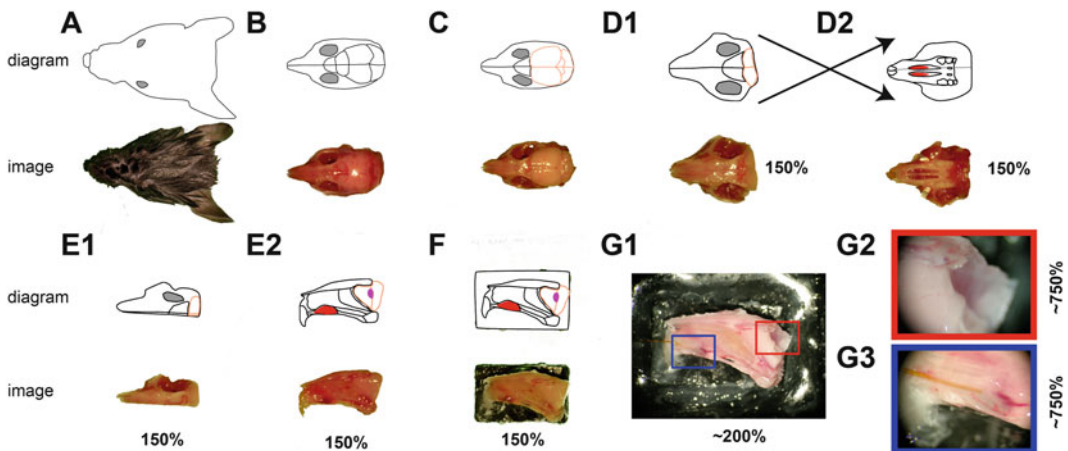 A B C D1 D2
diagram
image
150% 150%
E1 E2 F G1 G2
~750%
diagram
G3
image
~750%
150% 150% 150% ~200%